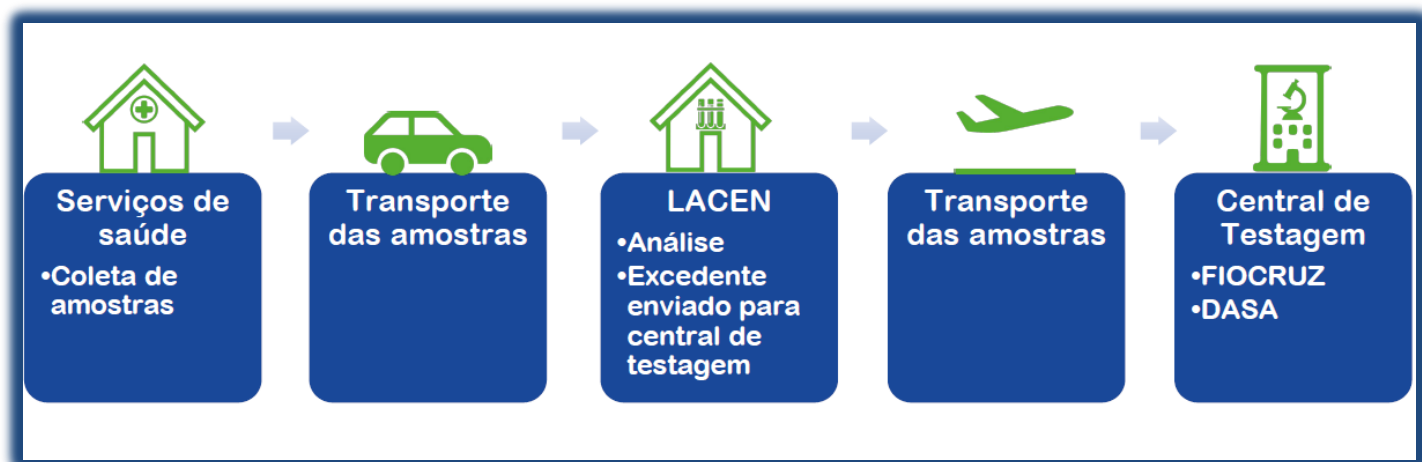 Serviços de
saúde
•Coleta de
amostras
Transporte
das amostras
LACEN
•Análise
•Excedente
enviado para
central de
testagem
Transporte
das amostras
Central de
Testagem
•FIOCRUZ
•DASA